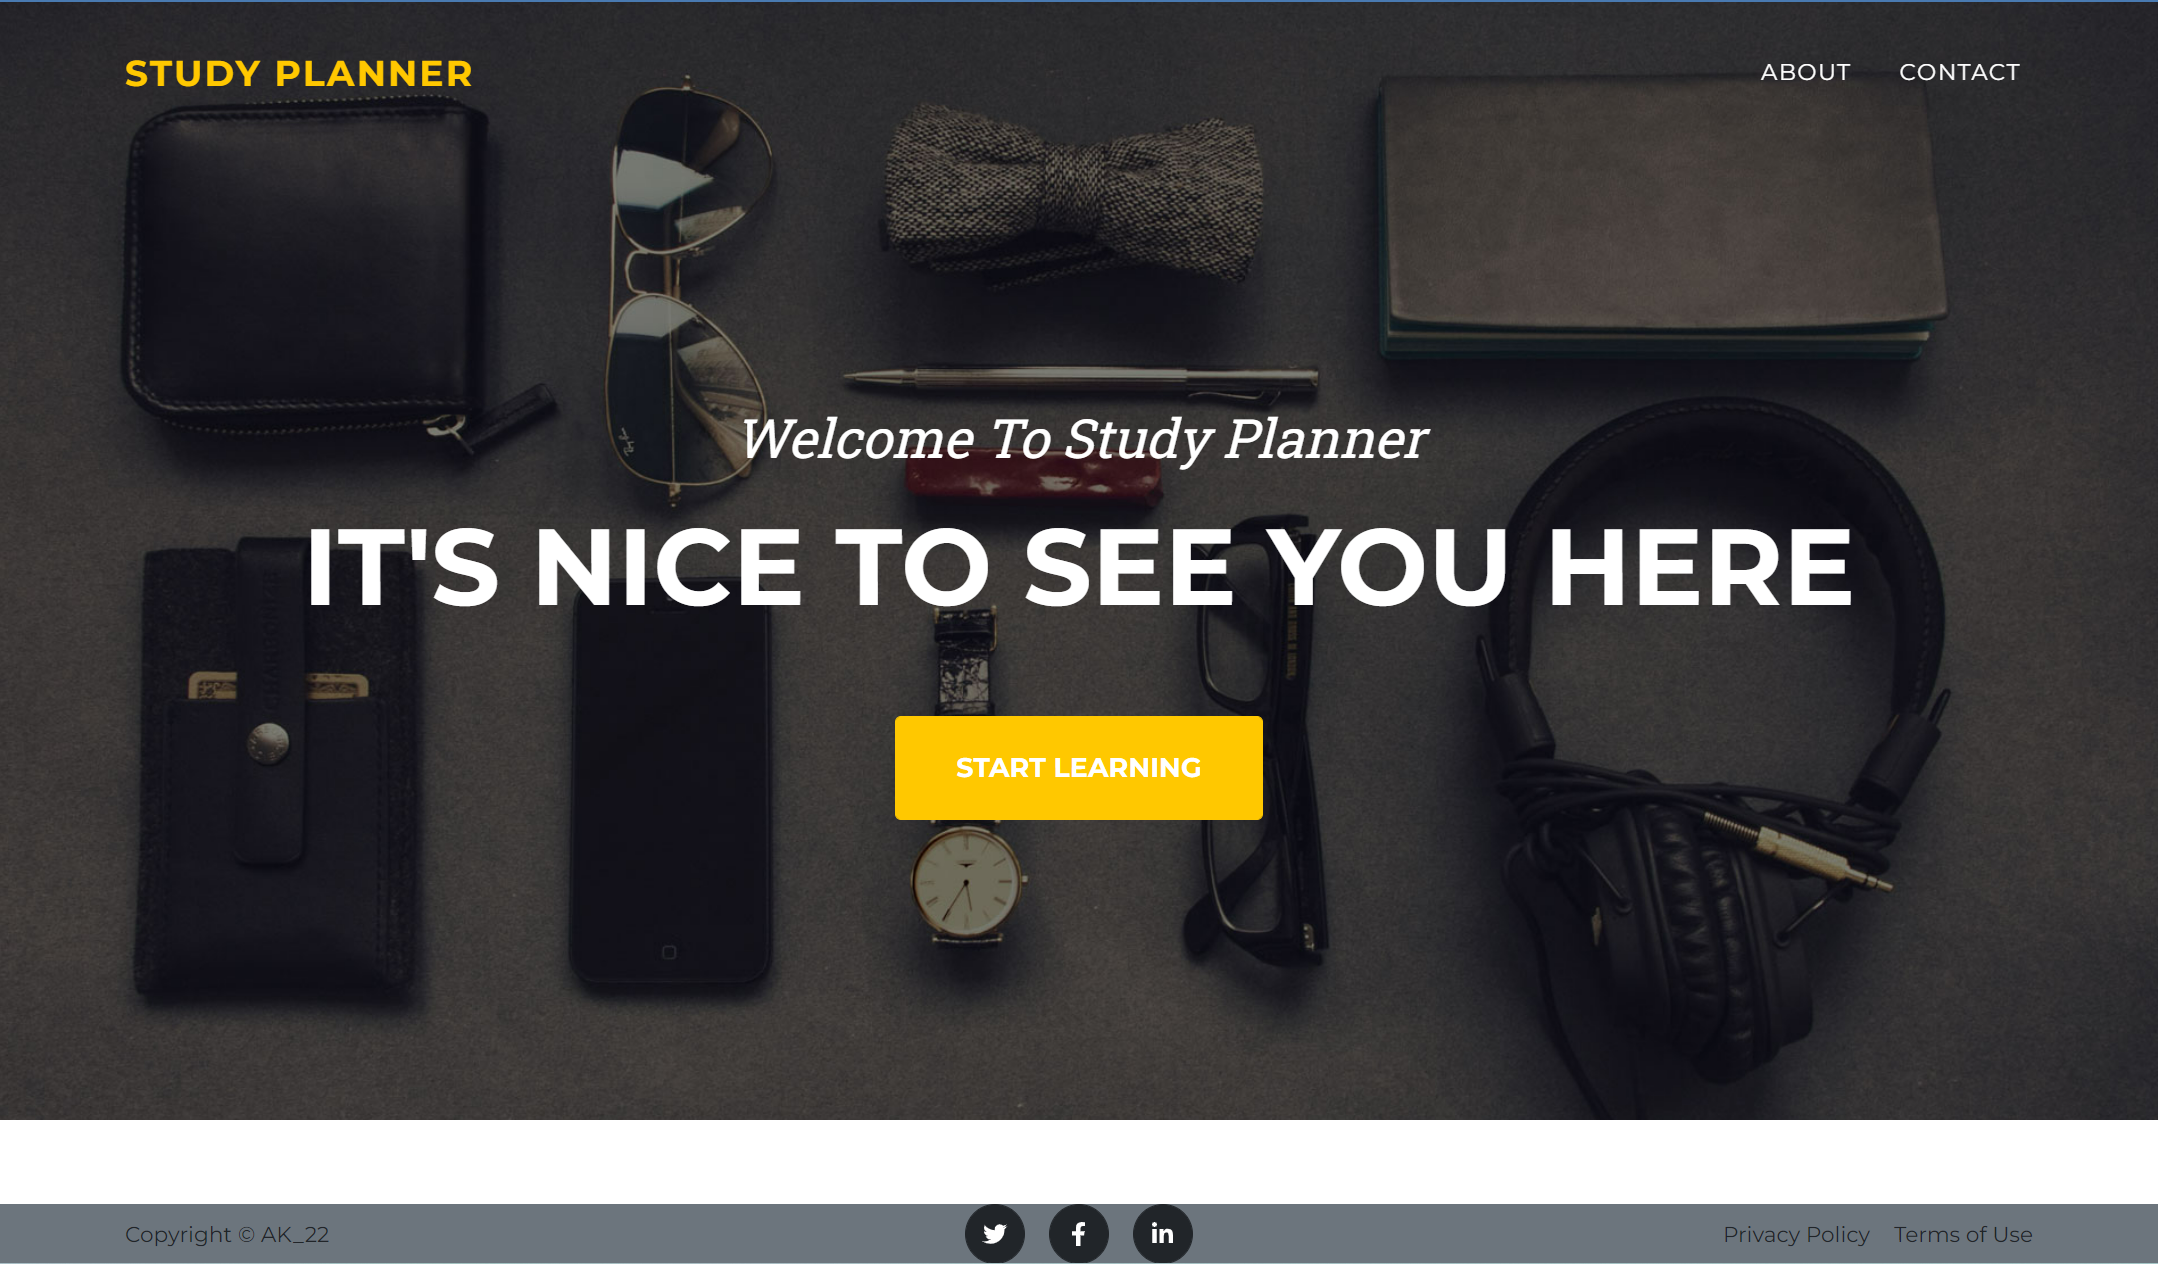 STUDY PLANNER
ABOUT CONTACT
Welcome To Study Planner
IT'S NICE TO SEE YOU HERE
START LEARNING
Copyright © AK_22
Privacy Policy Terms of Use